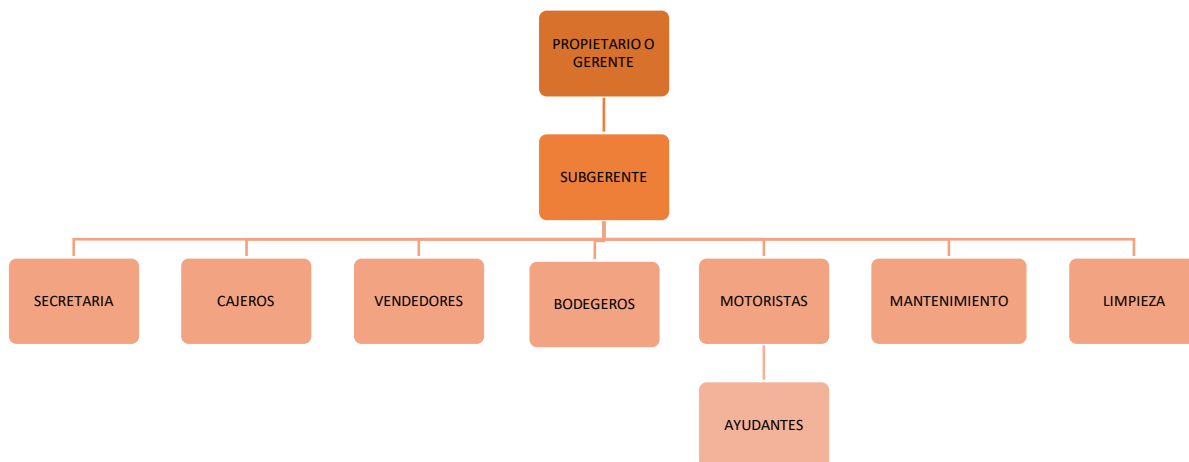 PROPIETARIO O
GERENTE
SUBGERENTE
SECRETARIA
CAJEROS
VENDEDORES
BODEGEROS
MOTORISTAS
MANTENIMIENTO
LIMPIEZA
AYUDANTES